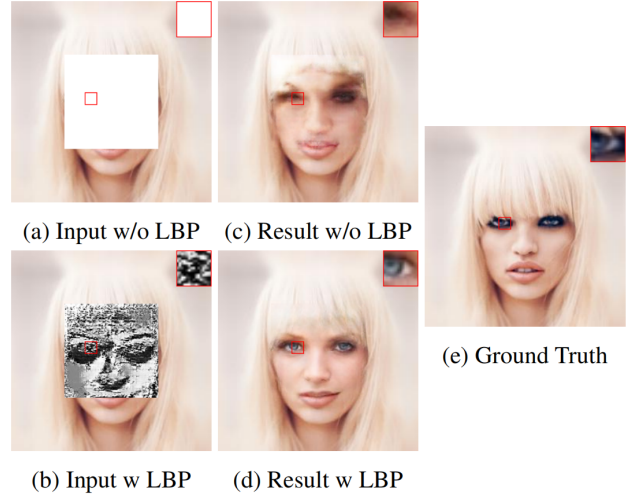 (a) Input w/o LBP
(c) Result w/o LBP
(b) Input w LBP
(d) Result w LBP
(e) Ground Truth